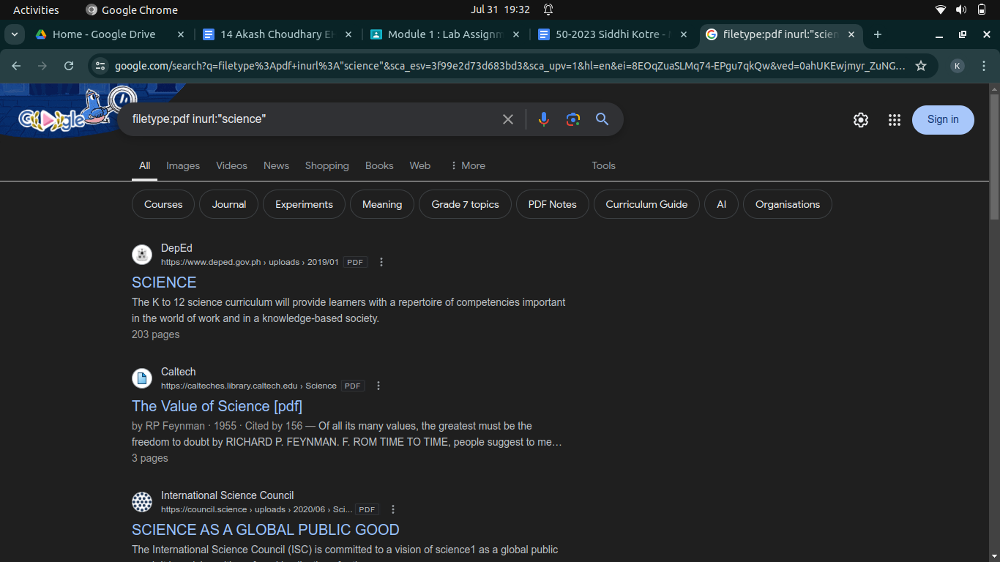 Activities
Google Chrome
Jul 31 19:32
Home - Google Drive
14 Akash Choudhary EH
Module 1 : Lab Assignm
50-2023 Siddhi Kotre -
filetype:pdf inurl:"scien
google.com/search?q=filetype%3Apdf+inurl%3A"science"&sca_esv=3f99e2d73d683bd3&sca_upv=1&hl=en&ei=8EOqZuaSLMq74-EPgu7qkQw&ved=0ahUKEwjmyr_ZuNG...
K
Google
filetype:pdf inurl:"science"
Sign in
All Images Videos News Shopping Books Web More Tools
Courses Journal Experiments Meaning Grade 7 topics PDF Notes Curriculum Guide AI Organisations
DepEd
https://www.deped.gov.ph › uploads › 2019/01 PDF
SCIENCE
The K to 12 science curriculum will provide learners with a repertoire of competencies important
in the world of work and in a knowledge-based society.
203 pages
Caltech
https://calteches.library.caltech.edu › Science PDF
The Value of Science [pdf]
by RP Feynman · 1955 · Cited by 156 — Of all its many values, the greatest must be the
freedom to doubt by RICHARD P. FEYNMAN. F. ROM TIME TO TIME, people suggest to me…
3 pages
International Science Council
https://council.science › uploads › 2020/06 › Sci... PDF
SCIENCE AS A GLOBAL PUBLIC GOOD
The International Science Council (ISC) is committed to a vision of science1 as a global public